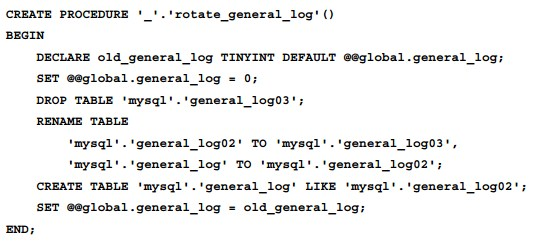 CREATE PROCEDURE '_'.'rotate_general_log'()
BEGIN
DECLARE old_general_log TINYINT DEFAULT @@global.general_log;
SET @@global.general_log = 0;
DROP TABLE 'mysql'.'general_log03';
RENAME TABLE
'mysql'.'general_log02' TO 'mysql'.'general_log03',
'mysql'.'general_log' TO 'mysql'.'general_log02';
CREATE TABLE 'mysql'.'general_log' LIKE 'mysql'.'general_log02';
SET @@global.general_log = old_general_log;
END;